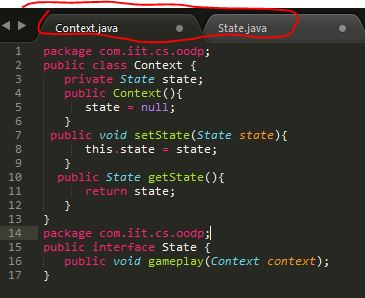 Context.java State.java
1 package com.iit.cs.oodp;
2 public class Context {
3 private State state;
4 public Context(){
5 state = null;
6 }
7 public void setState(State state){
8 this.state = state;
9 }
10 public State getState(){
11 return state;
12 }
13 }
14 package com.iit.cs.oodp;
15 public interface State {
16 public void gameplay(Context context);
17 }